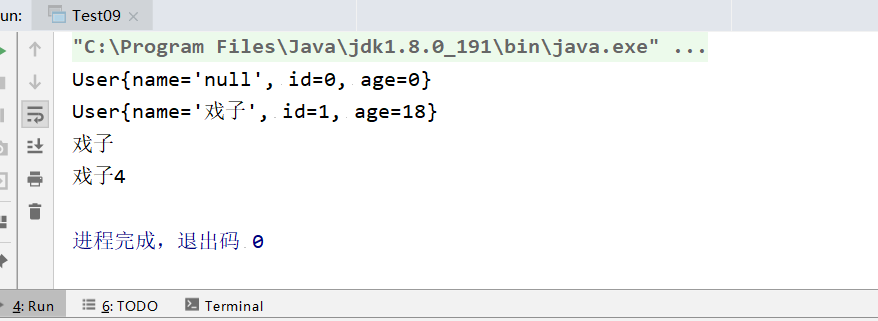 un: Test09
"C:\Program Files\Java\jdk1.8.0_191\bin\java.exe" ...
User{name='null', id=0, age=0}
User{name='戏子', id=1, age=18}
戏子
戏子4
进程完成，退出码 0
4: Run 6: TODO Terminal